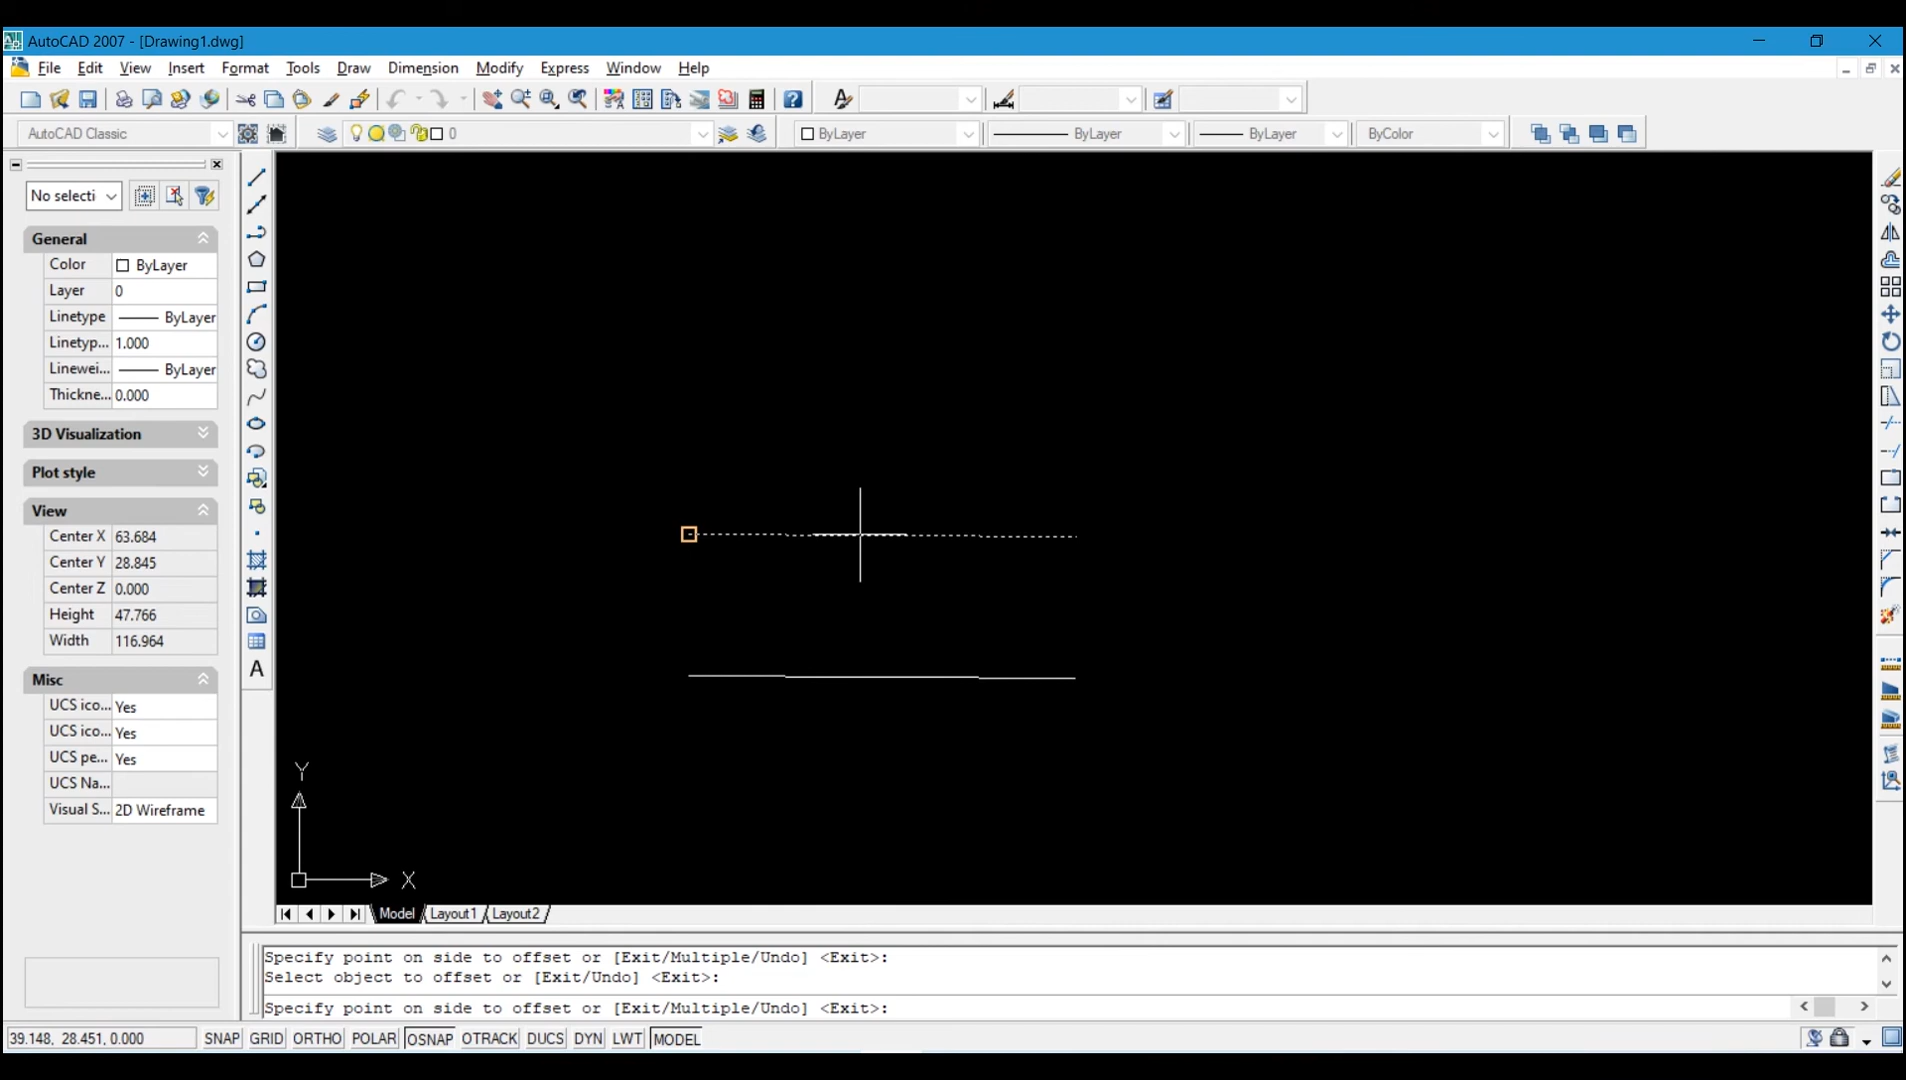 AutoCAD 2007 - [Drawing1.dwg]
File Edit View Insert Format Tools Draw Dimension Modify Express Window Help
AutoCAD Classic 0 ByLayer ByLayer ByLayer ByColor
No selecti
General
Color ByLayer
Layer 0
Linetype ByLayer
Linetyp... 1.000
Linewei... ByLayer
Thickne... 0.000
3D Visualization
Plot style
View
Center X 63.684
Center Y 28.845
Center Z 0.000
Height 47.766
Width 116.964
Misc
UCS ico... Yes
UCS ico... Yes
UCS pe... Yes
UCS Na...
Visual S... 2D Wireframe
A
Y
X
Model Layout1 Layout2
Specify point on side to offset or [Exit/Multiple/Undo] <Exit>:
Select object to offset or [Exit/Undo] <Exit>:
Specify point on side to offset or [Exit/Multiple/Undo] <Exit>:
39.148, 28.451, 0.000 SNAP GRID ORTHO POLAR OSNAP OTRACK DUCS DYN LWT MODEL